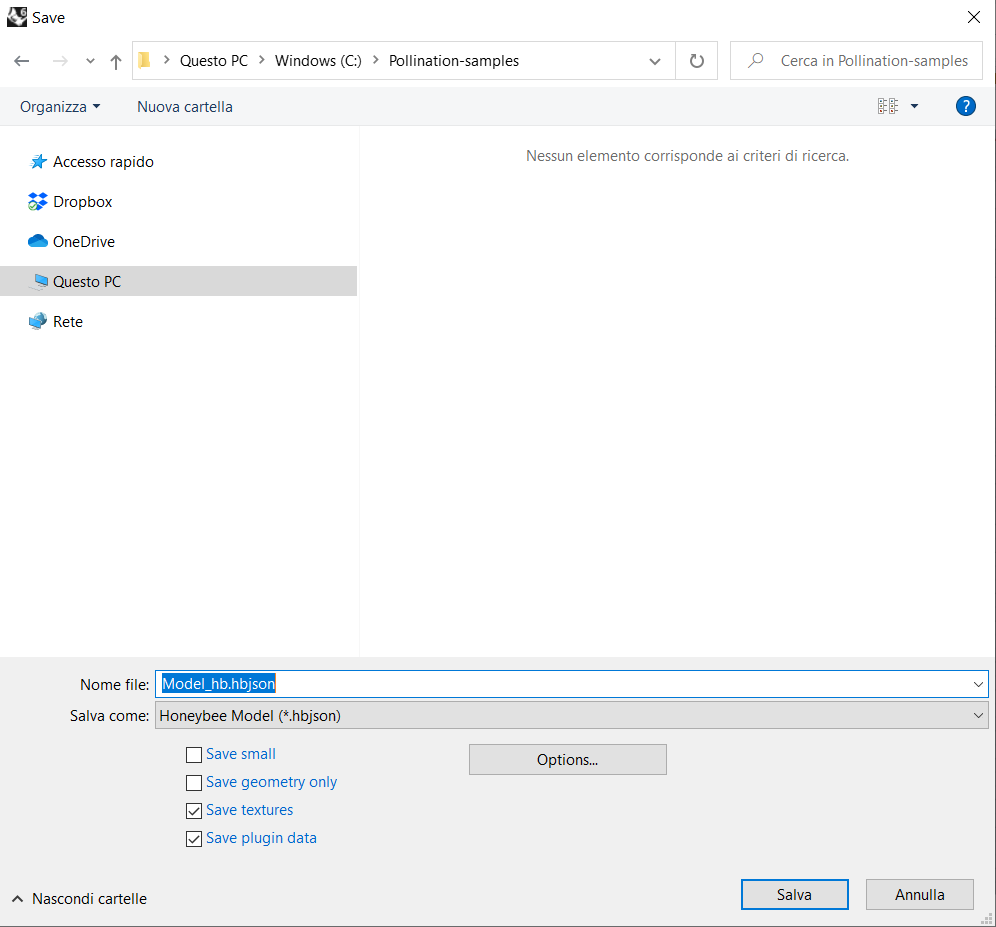 Save
Questo PC > Windows (C:) > Pollination-samples
Cerca in Pollination-samples
Organizza
Nuova cartella
?
Accesso rapido
Dropbox
OneDrive
Questo PC
Rete
Nessun elemento corrisponde ai criteri di ricerca.
Nome file: Model_hb.hbjson
Salva come: Honeybee Model (*.hbjson)
Save small
Options...
Save geometry only
Save textures
Save plugin data
Nascondi cartelle
Salva
Annulla